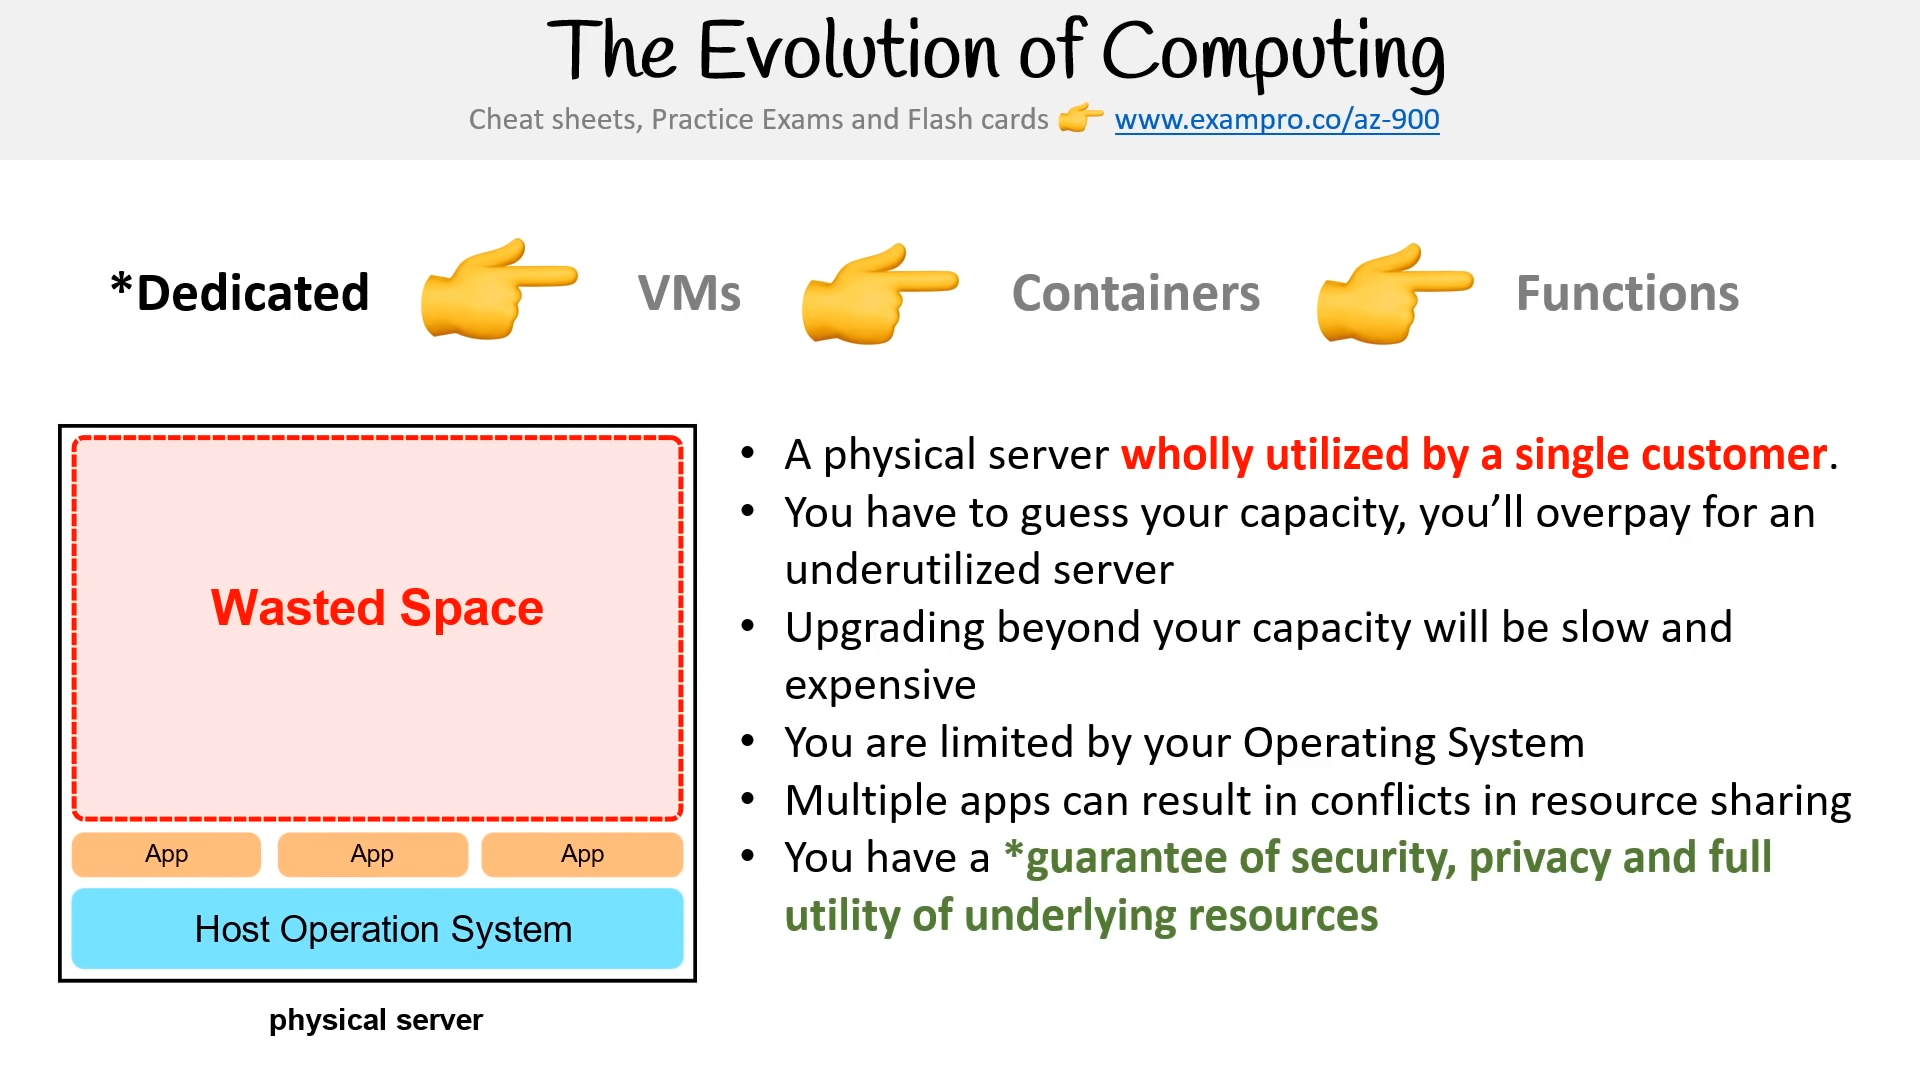 The Evolution of Computing
Cheat sheets, Practice Exams and Flash cards 👉 www.exampro.co/az-900
*Dedicated 👉 VMs 👉 Containers 👉 Functions
Wasted Space
App App App
Host Operation System
physical server
• A physical server wholly utilized by a single customer.
• You have to guess your capacity, you’ll overpay for an
underutilized server
• Upgrading beyond your capacity will be slow and
expensive
• You are limited by your Operating System
• Multiple apps can result in conflicts in resource sharing
• You have a *guarantee of security, privacy and full
utility of underlying resources